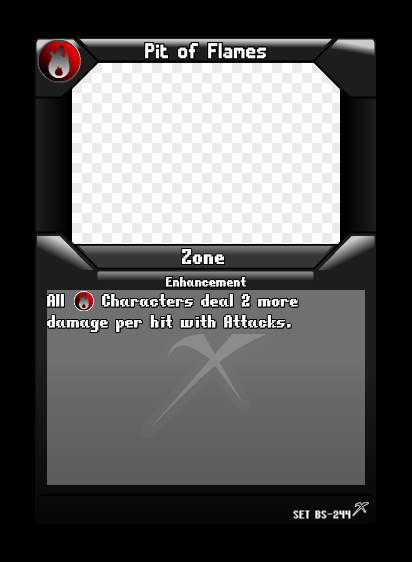 Pit of Flames
Zone
Enhancement
All Characters deal 2 more
damage per hit with Attacks.
SET BS-244